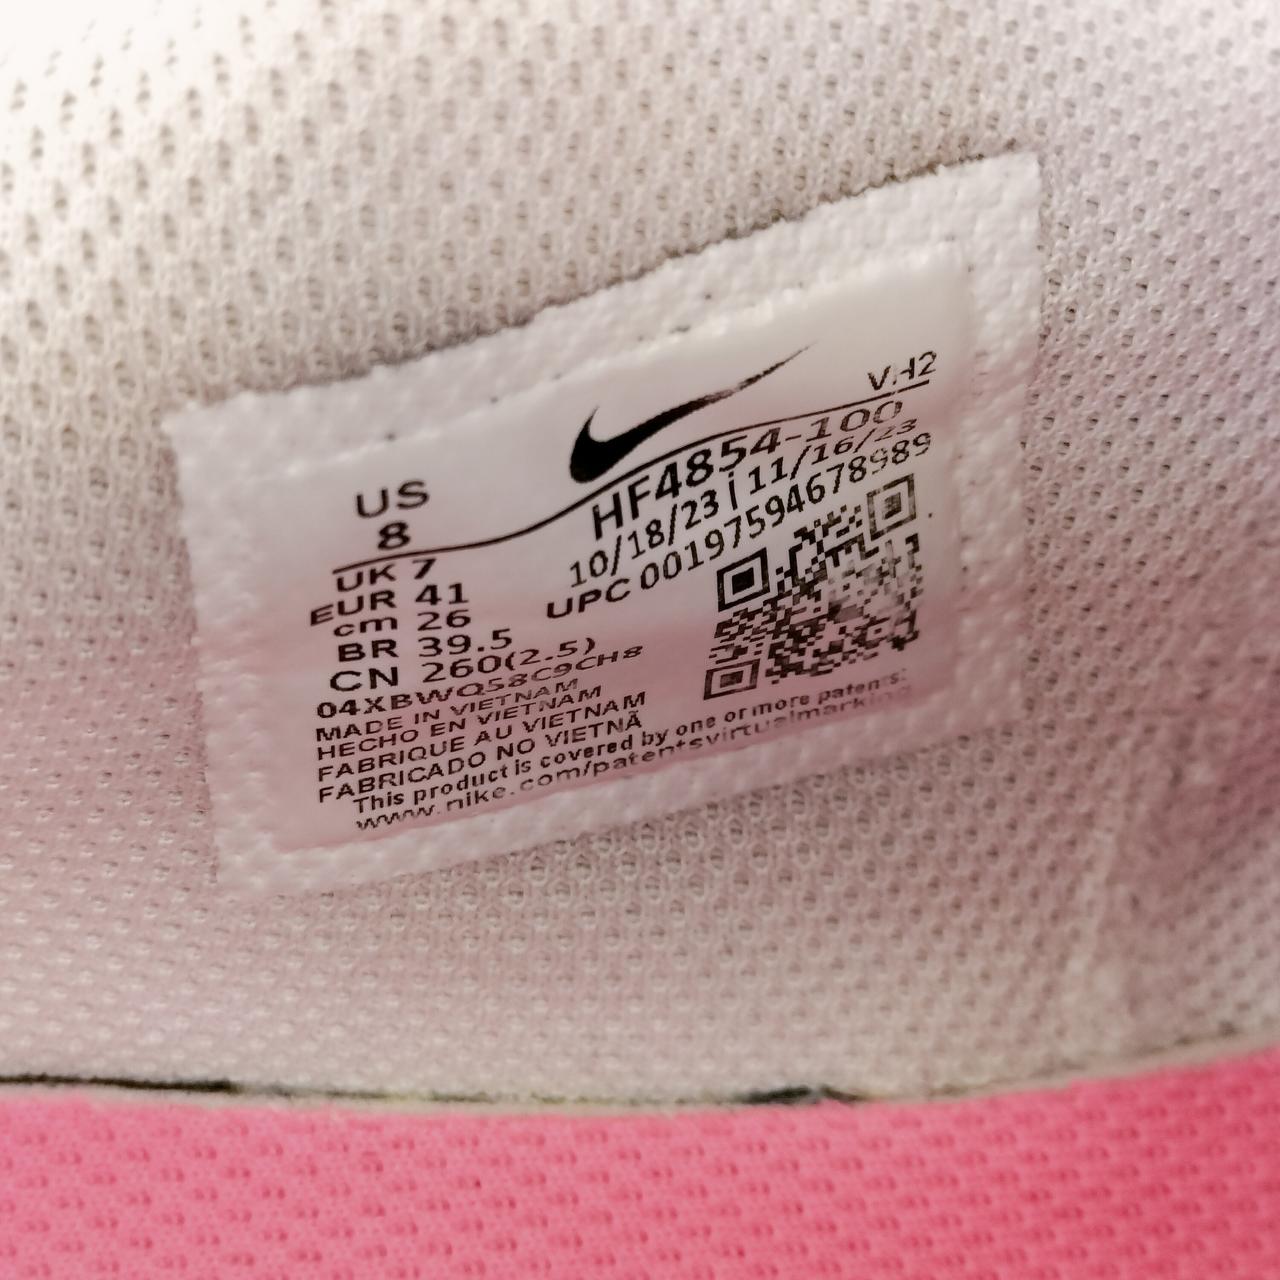 VH2
HF4854-100
10/18/23 | 11/16/23
UPC 00197594678989
US
8
UK 7
EUR 41
cm 26
BR 39.5
CN 260(2.5)
04XBWQ58C9CH8
MADE IN VIETNAM
HECHO EN VIETNAM
FABRIQUE AU VIETNAM
FABRICADO NO VIETNÃ
This product is covered by one or more patents:
www.nike.com/patentsvirtualmarking